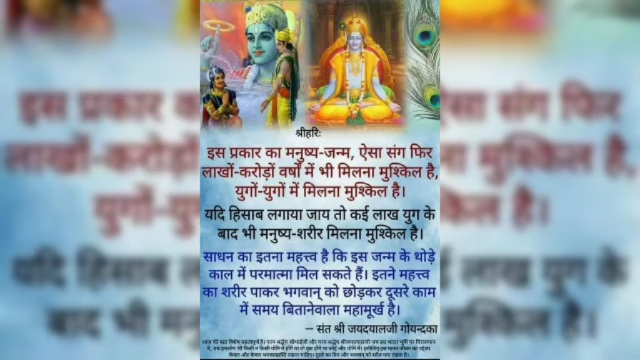 श्रीहरिः
इस प्रकार का मनुष्य-जन्म, ऐसा संग फिर
लाखों-करोड़ों वर्षों में भी मिलना मुश्किल है,
युगों-युगों में मिलना मुश्किल है।
यदि हिसाब लगाया जाय तो कई लाख युग के
बाद भी मनुष्य-शरीर मिलना मुश्किल है।
साधन का इतना महत्त्व है कि इस जन्म के थोड़े
काल में परमात्मा मिल सकते हैं। इतने महत्त्व
का शरीर पाकर भगवान् को छोड़कर दूसरे काम
में समय बितानेवाला महामूर्ख है।
— संत श्री जयदयालजी गोयन्दका